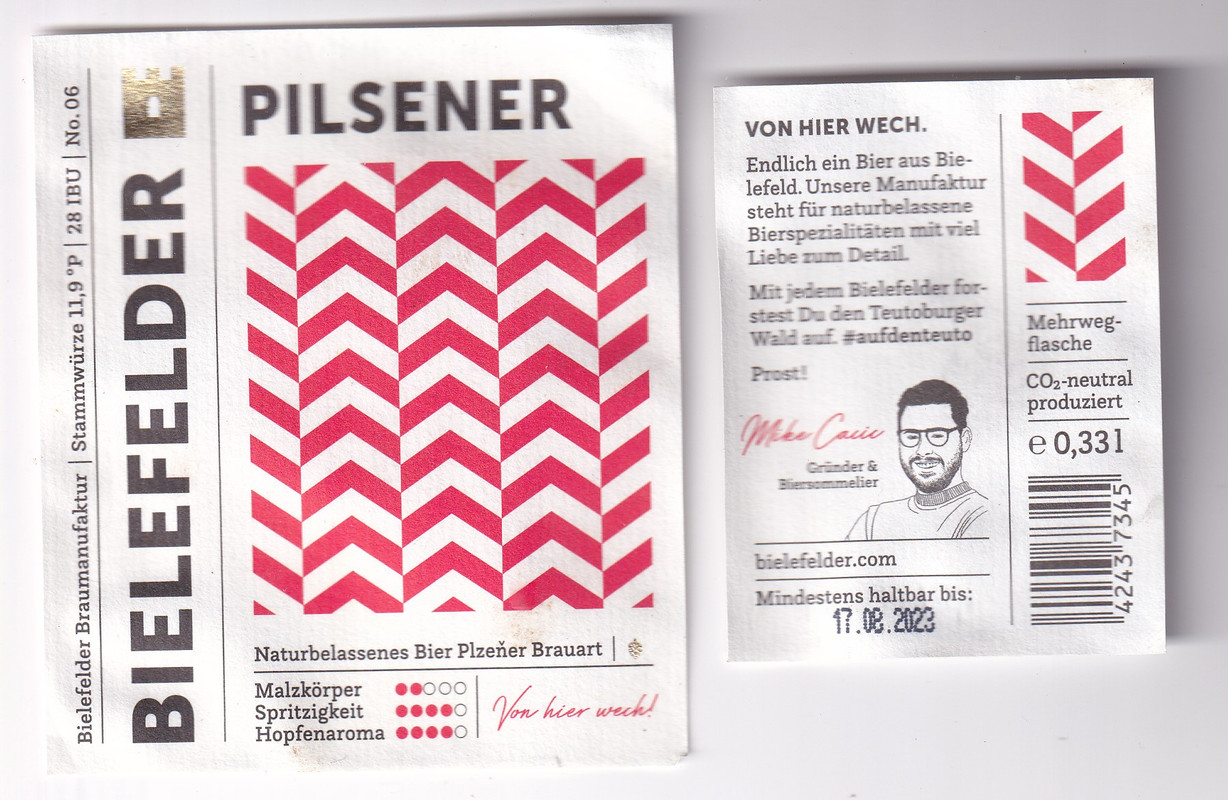 Bielefelder Braumanufaktur | Stammwürze 11,9 °P | 28 IBU | No. 06
BIELEFELDER
PILSENER
Naturbelassenes Bier Plzeňer Brauart |
Malzkörper
Spritzigkeit
Hopfenaroma
Von hier wech!
VON HIER WECH.
Endlich ein Bier aus Bie-
lefeld. Unsere Manufaktur
steht für naturbelassene
Bierspezialitäten mit viel
Liebe zum Detail.
Mit jedem Bielefelder for-
stest Du den Teutoburger
Wald auf. #aufdenteuto
Prost!
Mike Cacic
Gründer &
Biersommelier
bielefelder.com
Mindestens haltbar bis:
17.08.2023
Mehrweg-
flasche
CO₂-neutral
produziert
℮ 0,33 l
4243 7345